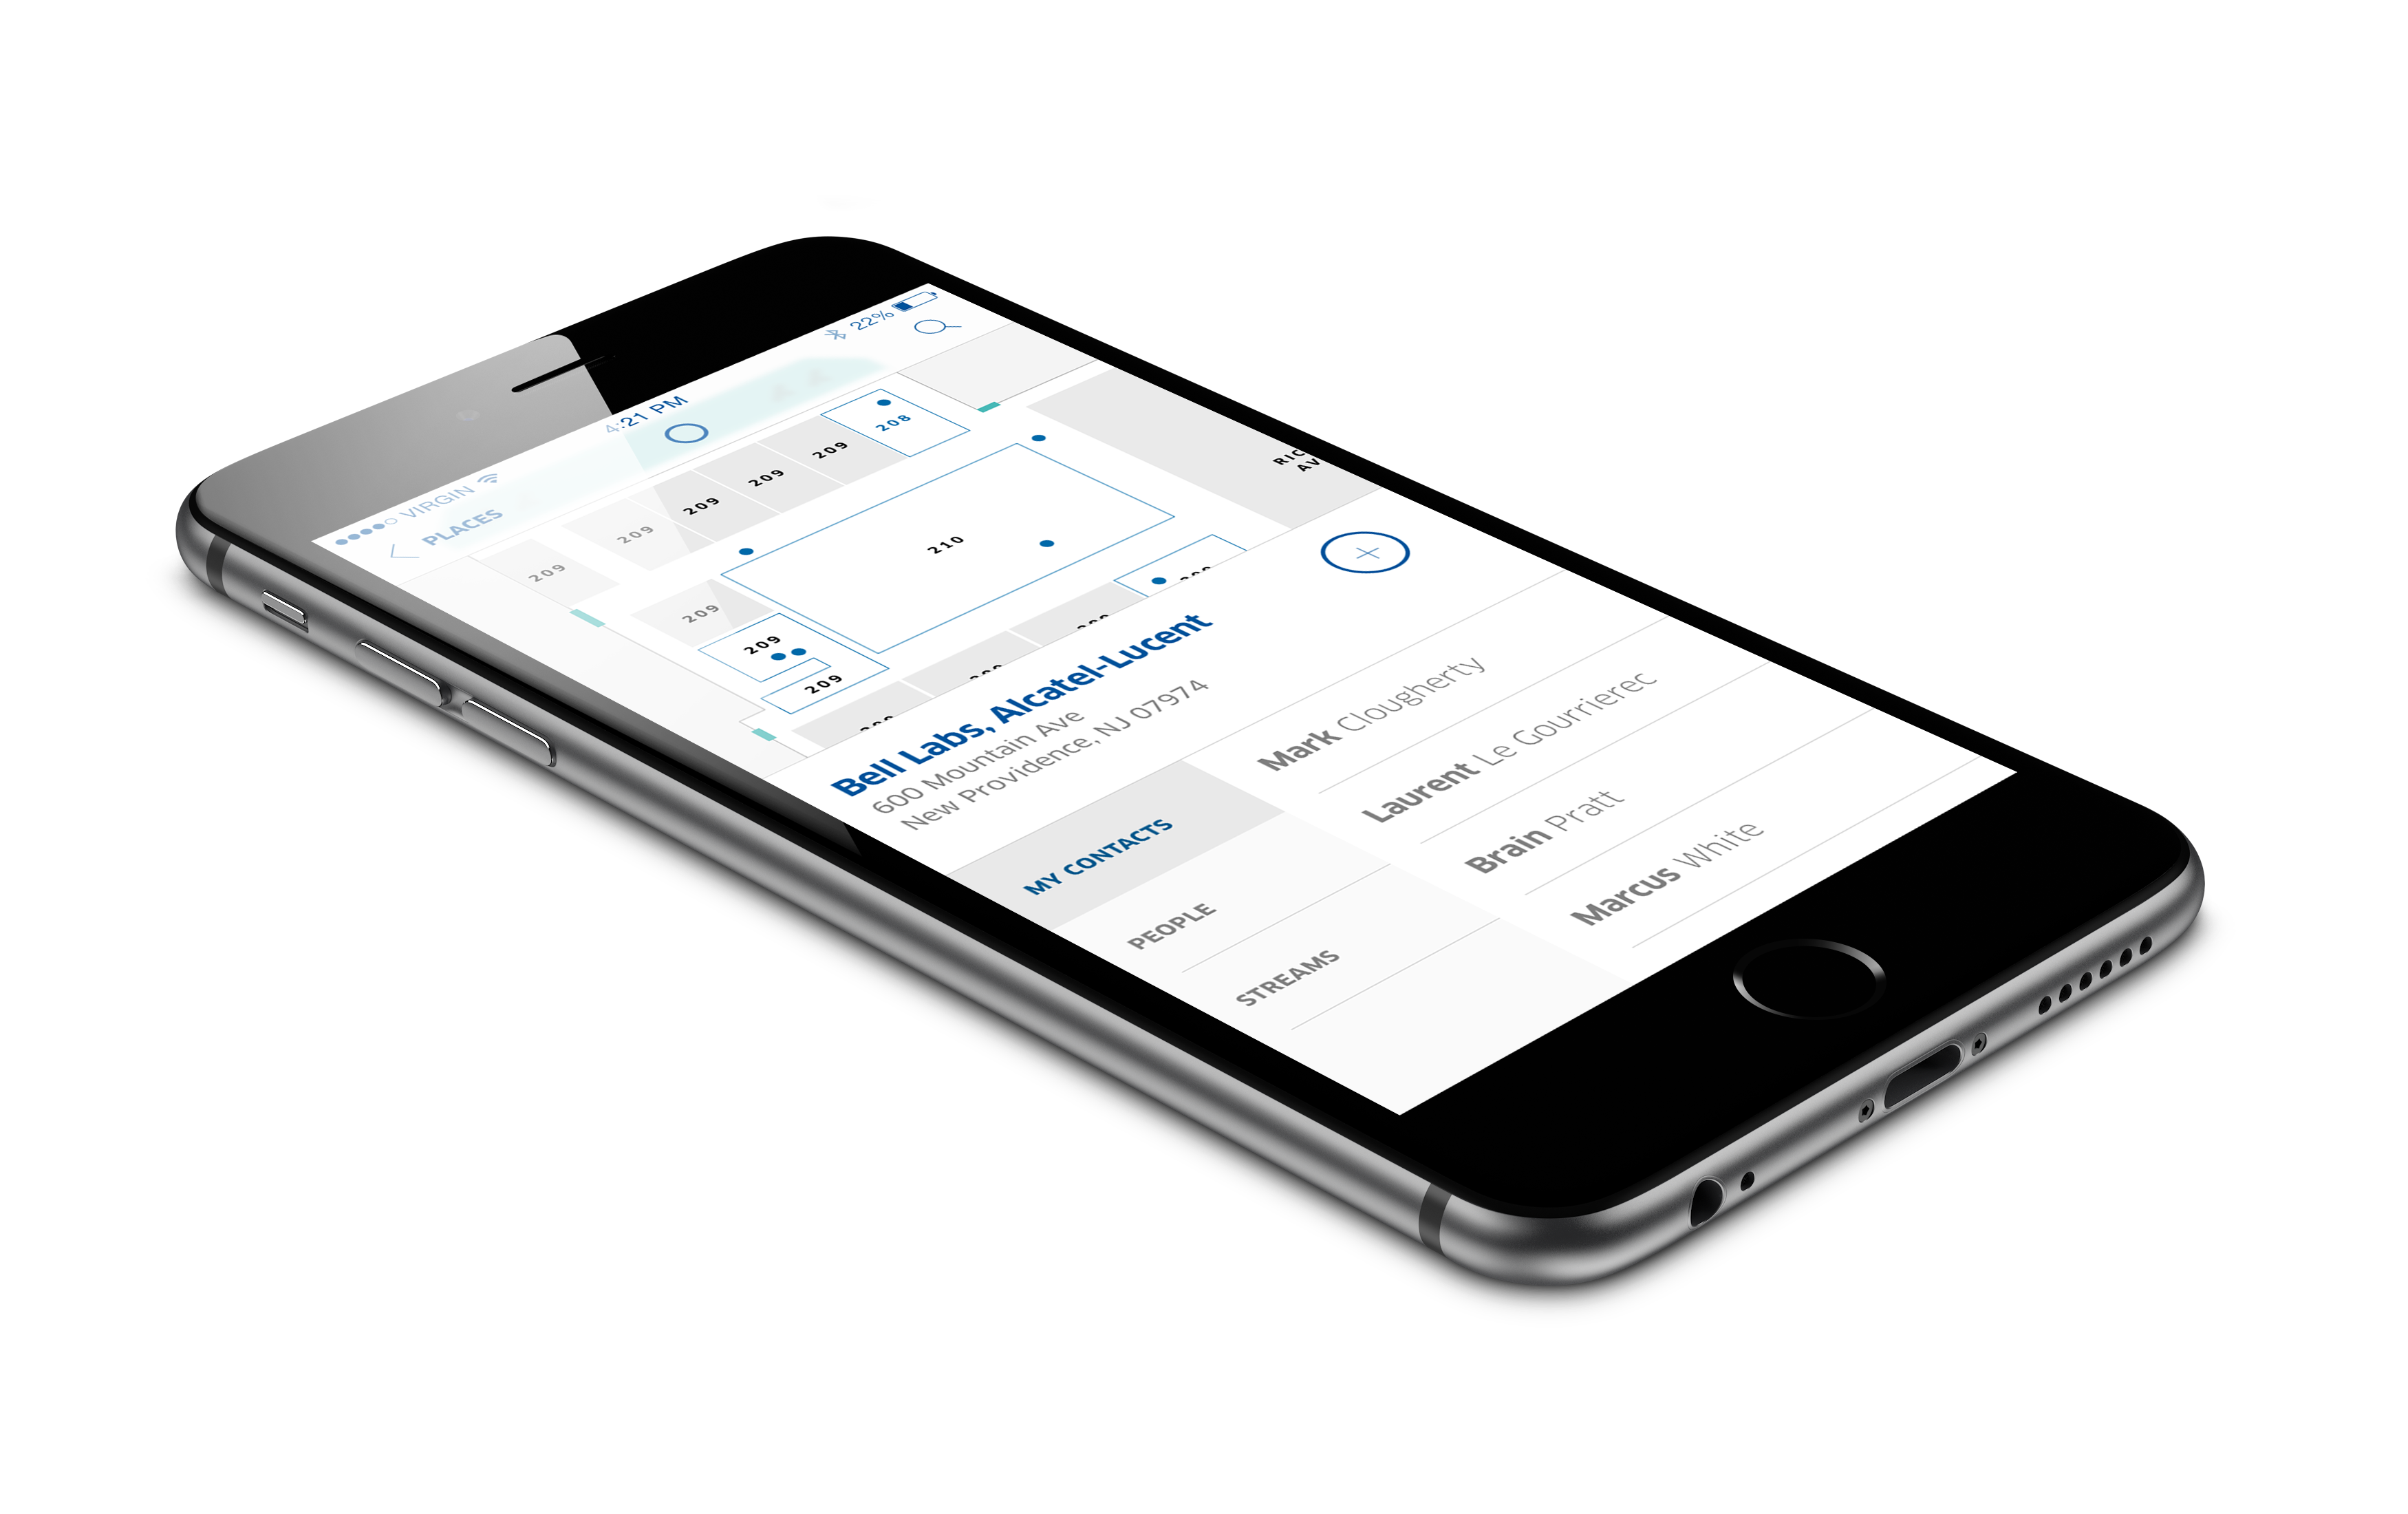 VIRGIN 4:21 PM 22%
PLACES
208
209
209
209
209
209
209
210
209
209
RIC
AV
Bell Labs, Alcatel-Lucent
600 Mountain Ave
New Providence, NJ 07974
MY CONTACTS
PEOPLE
STREAMS
Mark Clougherty
Laurent Le Gourrierec
Brain Pratt
Marcus White